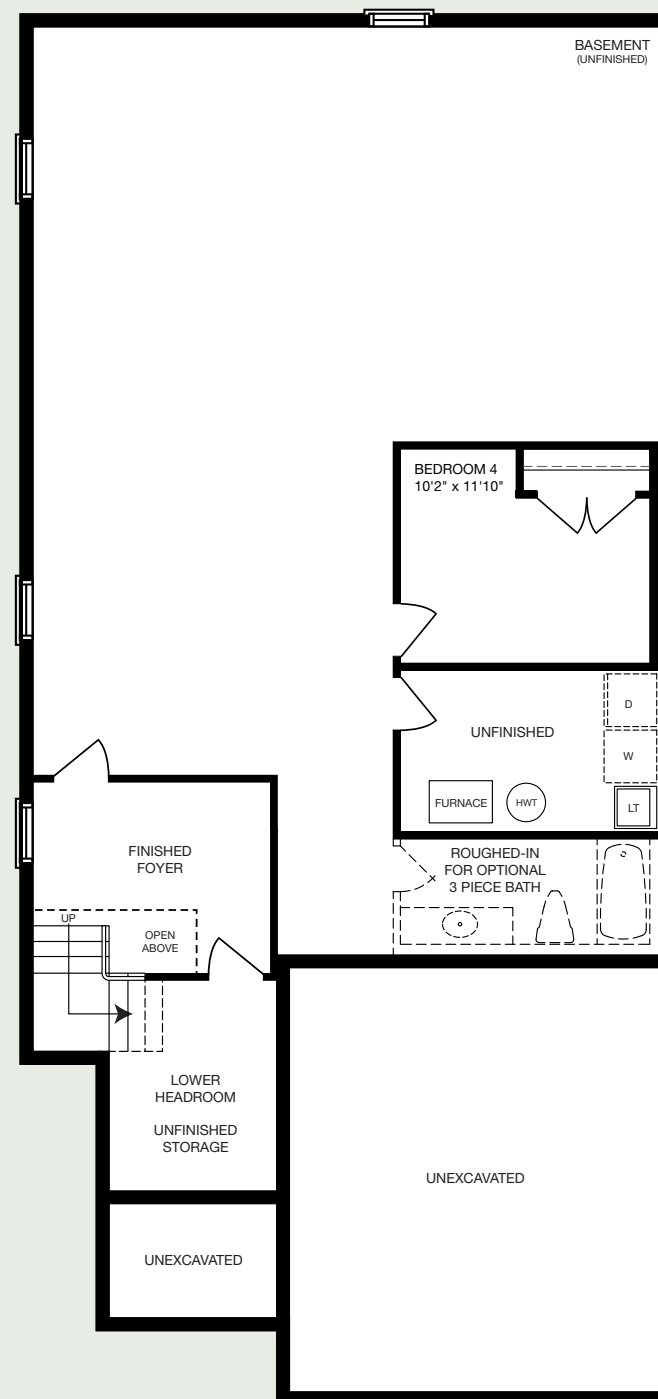 BASEMENT
(UNFINISHED)
BEDROOM 4
10'2" x 11'10"
D
UNFINISHED
W
FURNACE
HWT
LT
FINISHED
FOYER
ROUGHED-IN
FOR OPTIONAL
3 PIECE BATH
UP
OPEN
ABOVE
LOWER
HEADROOM
UNFINISHED
STORAGE
UNEXCAVATED
UNEXCAVATED